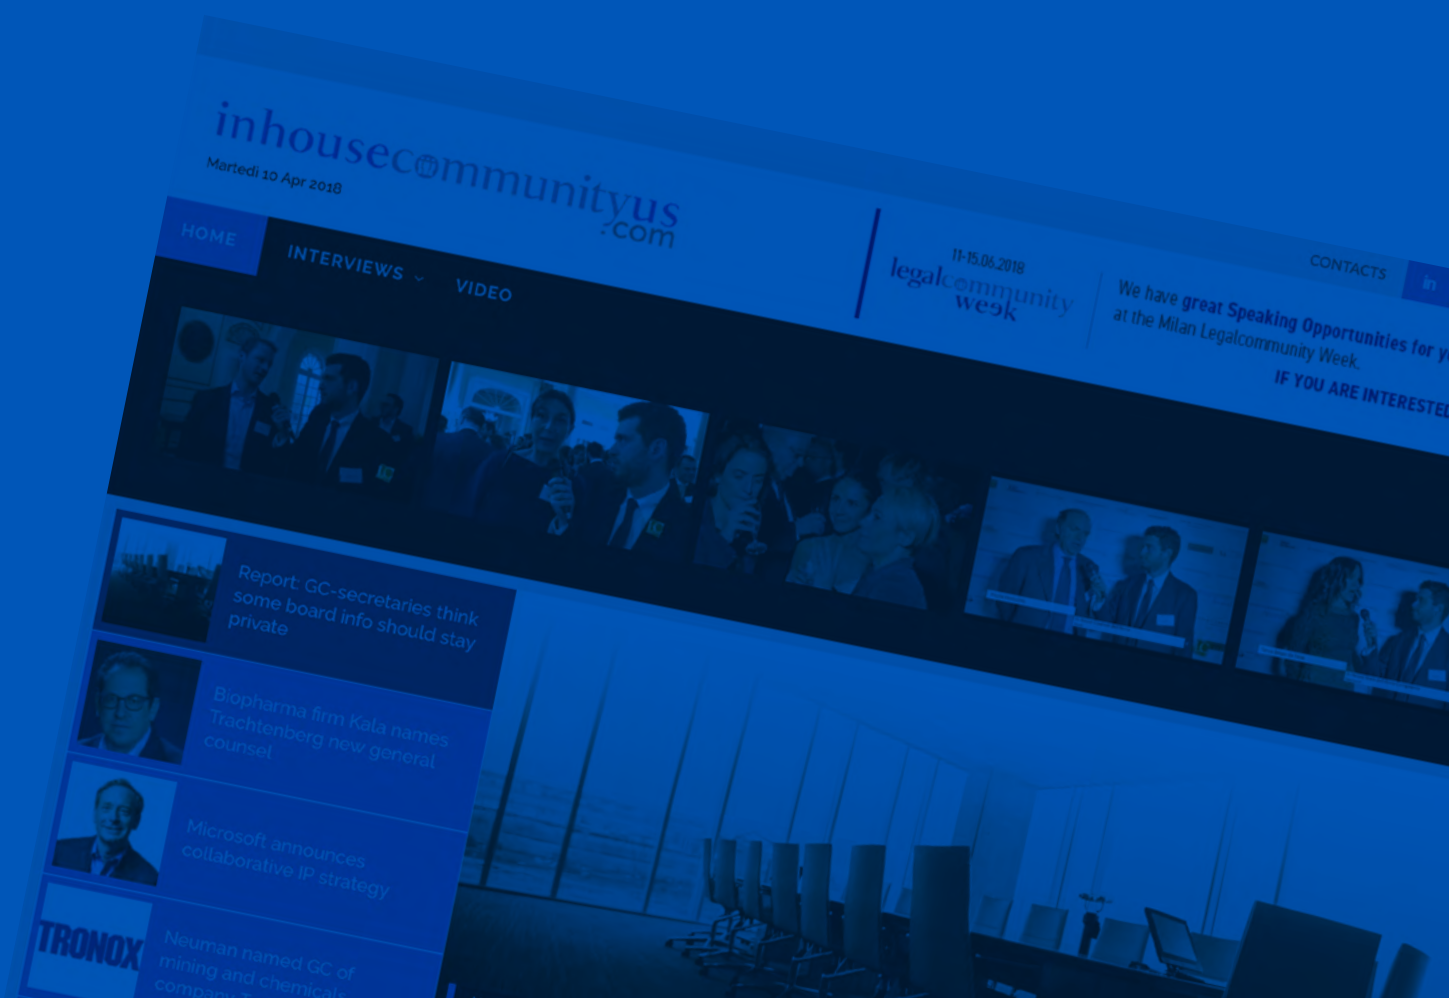 inhousecommunityus
.com
Martedì 10 Apr 2018
CONTACTS
in
11-15.06.2018
legalcommunity
week
We have great Speaking Opportunities for
at the Milan Legalcommunity Week.
IF YOU ARE INTERESTED
HOME
INTERVIEWS
VIDEO
Report: GC-secretaries think
some board info should stay
private
Biopharma firm Kala names
Trachtenberg new general
counsel
Microsoft announces
collaborative IP strategy
TRONOX
Neuman named GC of
mining and chemicals
company